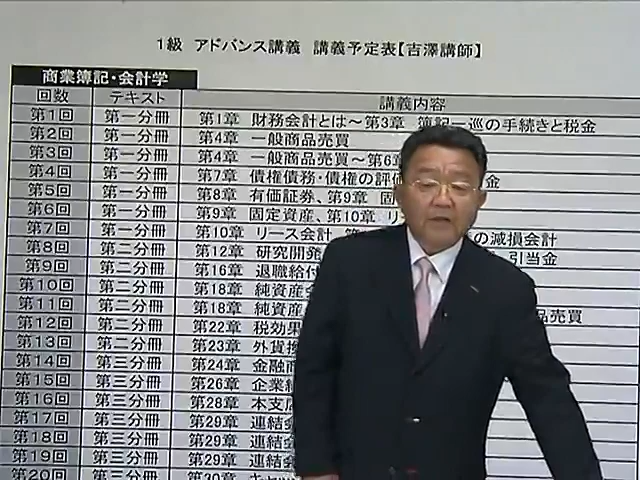 1級 アドバンス講義 講義予定表【吉澤講師】
商業簿記・会計学
回数 テキスト 講義内容
第1回 第一分冊 第1章 財務会計とは～第3章 簿記一巡の手続きと税金
第2回 第一分冊 第4章 一般商品売買
第3回 第一分冊 第4章 一般商品売買～第6章
第4回 第一分冊 第7章 債権債務・債権の評価 金
第5回 第一分冊 第8章 有価証券、第9章 固
第6回 第一分冊 第9章 固定資産、第10章 リ
第7回 第一分冊 第10章 リース会計 の減損会計
第8回 第二分冊 第12章 研究開発 引当金
第9回 第二分冊 第16章 退職給付
第10回 第二分冊 第18章 純資産会
第11回 第二分冊 第18章 純資産 品売買
第12回 第二分冊 第22章 税効果
第13回 第二分冊 第23章 外貨換
第14回 第三分冊 第24章 金融商
第15回 第三分冊 第26章 企業結
第16回 第三分冊 第28章 本支店
第17回 第三分冊 第29章 連結会
第18回 第三分冊 第29章 連結会
第19回 第三分冊 第29章 連結会
第20回 第三分冊 第30章 キャッ